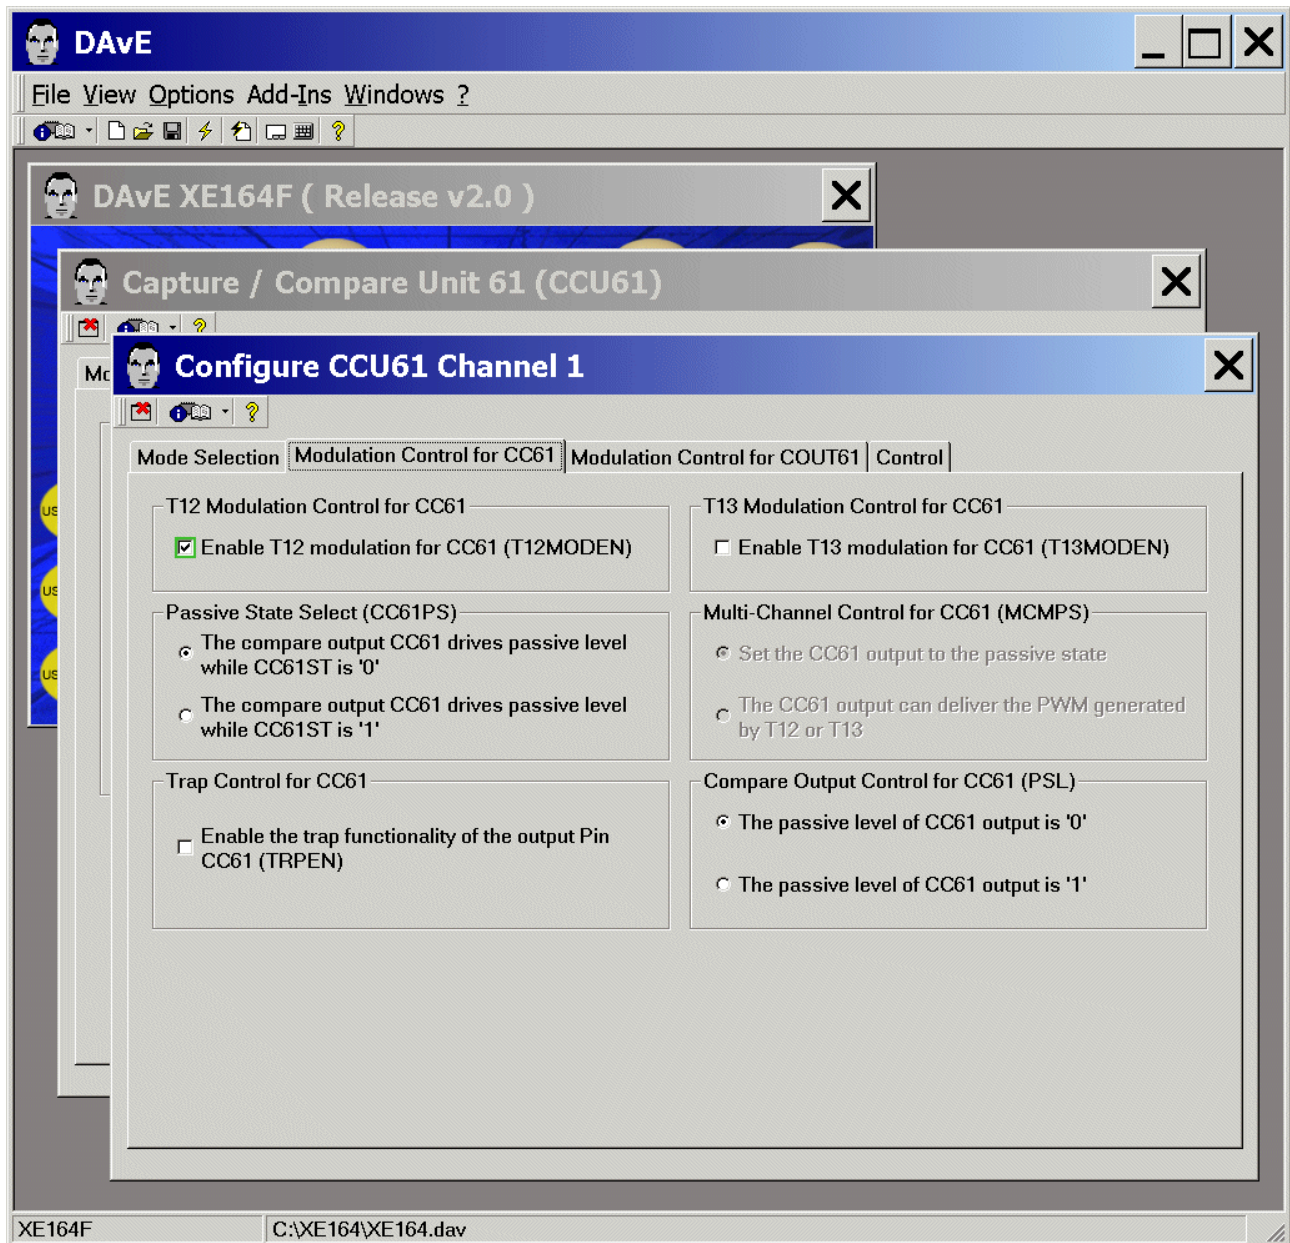 DAvE
File View Options Add-Ins Windows ?
DAvE XE164F ( Release v2.0 )
Capture / Compare Unit 61 (CCU61)
Configure CCU61 Channel 1
Mode Selection
Modulation Control for CC61
Modulation Control for COUT61
Control
T12 Modulation Control for CC61
Enable T12 modulation for CC61 (T12MODEN)
T13 Modulation Control for CC61
Enable T13 modulation for CC61 (T13MODEN)
Passive State Select (CC61PS)
The compare output CC61 drives passive level
while CC61ST is '0'
The compare output CC61 drives passive level
while CC61ST is '1'
Multi-Channel Control for CC61 (MCMPS)
Set the CC61 output to the passive state
The CC61 output can deliver the PWM generated
by T12 or T13
Trap Control for CC61
Enable the trap functionality of the output Pin
CC61 (TRPEN)
Compare Output Control for CC61 (PSL)
The passive level of CC61 output is '0'
The passive level of CC61 output is '1'
XE164F
C:\XE164\XE164.dav